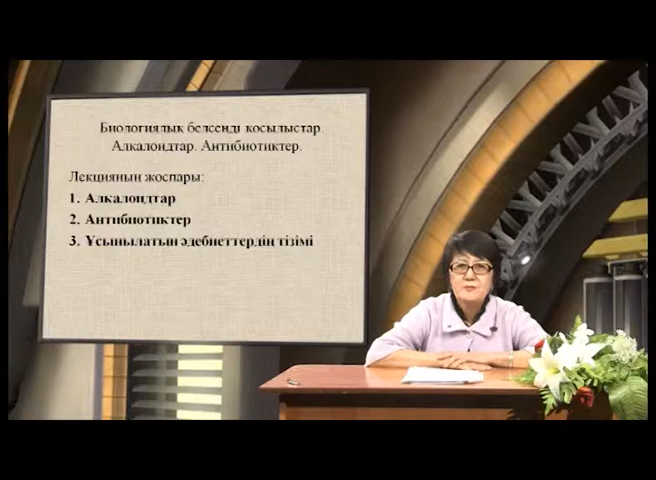 Биологиялық белсенді қосылыстар.
Алкалоидтар. Антибиотиктер.
Лекцияның жоспары:
1. Алкалоидтар
2. Антибиотиктер
3. Ұсынылатын әдебиеттердің тізімі